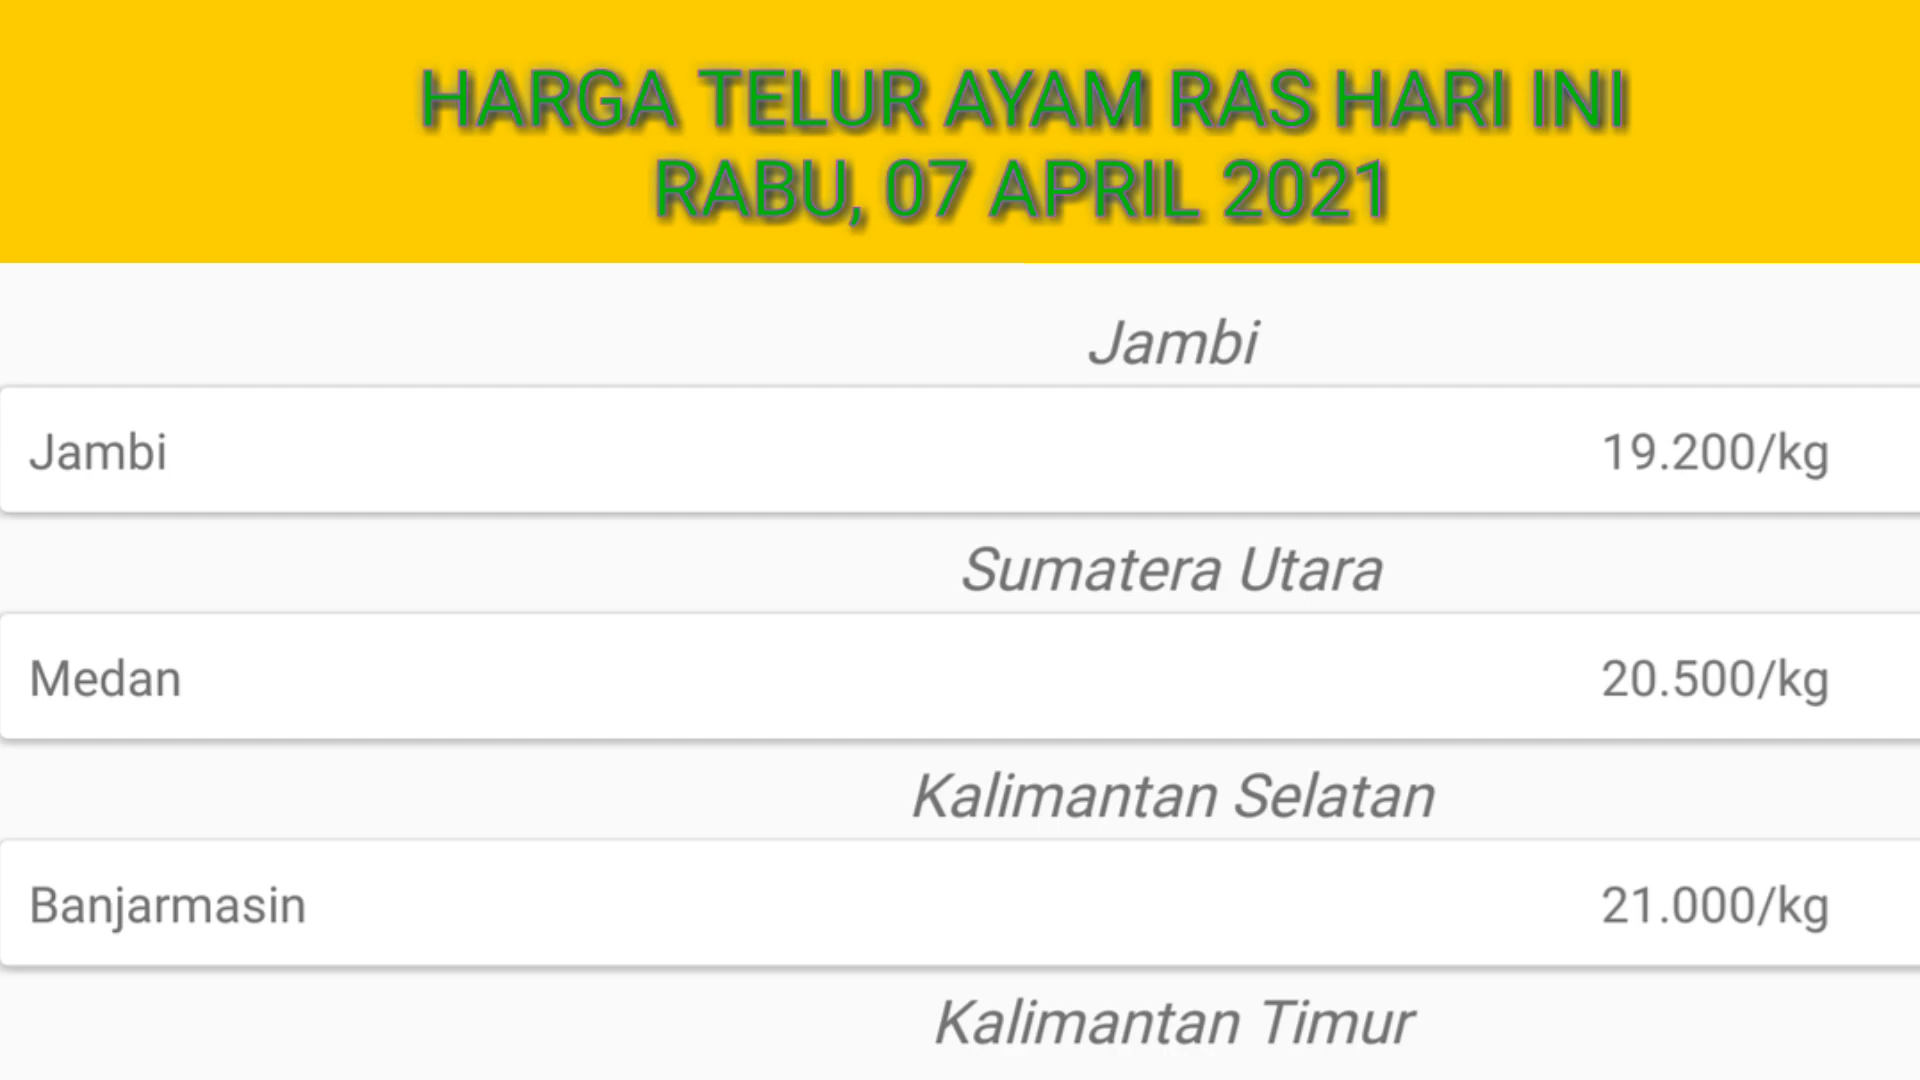 HARGA TELUR AYAM RAS HARI INI
RABU, 07 APRIL 2021
Jambi
Jambi 19.200/kg
Sumatera Utara
Medan 20.500/kg
Kalimantan Selatan
Banjarmasin 21.000/kg
Kalimantan Timur